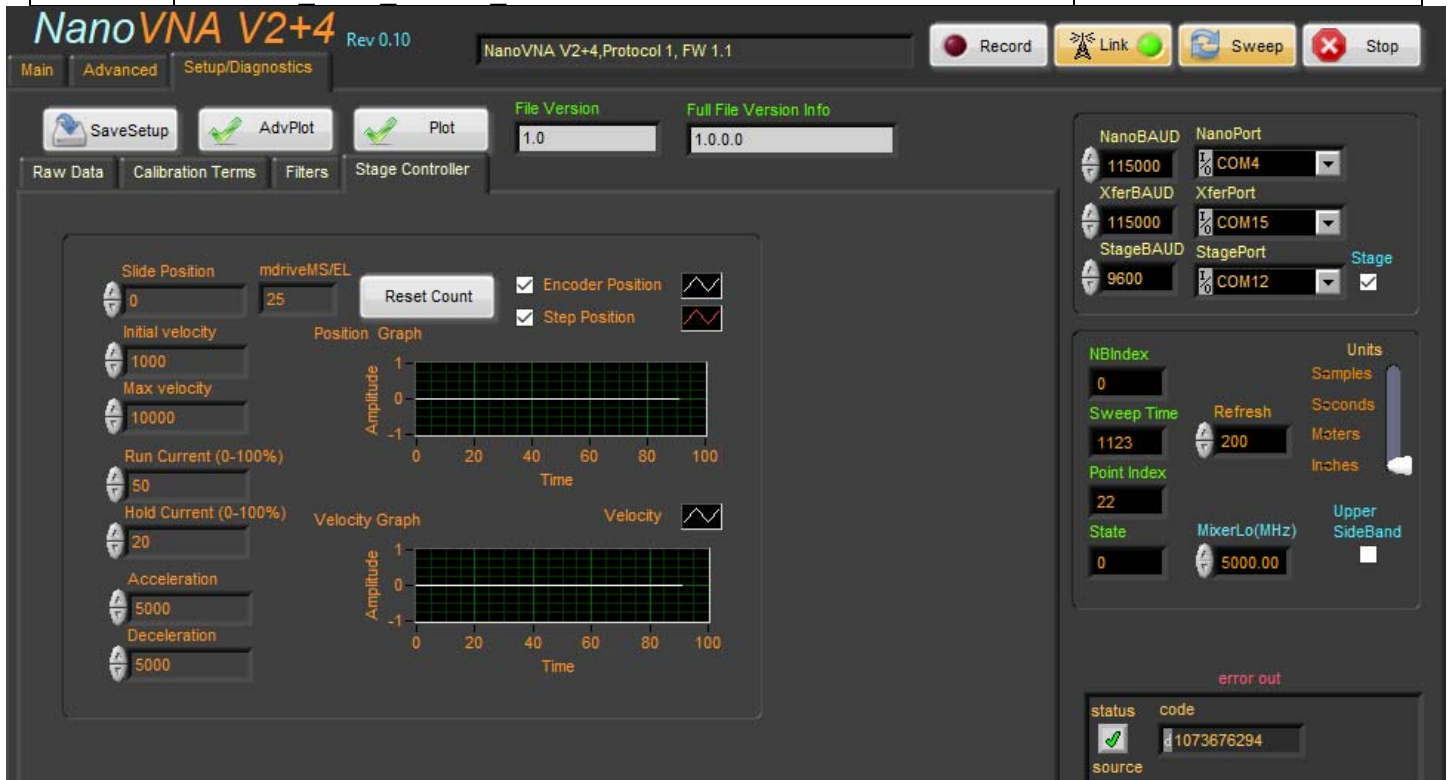 NanoVNA V2+4 Rev 0.10
NanoVNA V2+4,Protocol 1, FW 1.1
Record
Link
Sweep
Stop
Main Advanced Setup/Diagnostics
SaveSetup
AdvPlot
Plot
File Version
1.0
Full File Version Info
1.0.0.0
Raw Data Calibration Terms Filters Stage Controller
Slide Position
0
mdriveMS/EL
25
Reset Count
Encoder Position
Step Position
Initial velocity
1000
Max velocity
10000
Run Current (0-100%)
50
Hold Current (0-100%)
20
Acceleration
5000
Deceleration
5000
Position Graph
Amplitude
1
0
-1
0 20 40 60 80 100
Time
Velocity Graph
Velocity
Amplitude
1
0
-1
0 20 40 60 80 100
Time
NanoBAUD NanoPort
115000 I/O COM4
XferBAUD XferPort
115000 I/O COM15
StageBAUD StagePort Stage
9600 I/O COM12
NBIndex
0
Sweep Time
1123
Point Index
22
State
0
Refresh
200
MixerLo(MHz)
5000.00
Units
Samples
Seconds
Meters
Inches
Upper
SideBand
error out
status code
d 1073676294
source